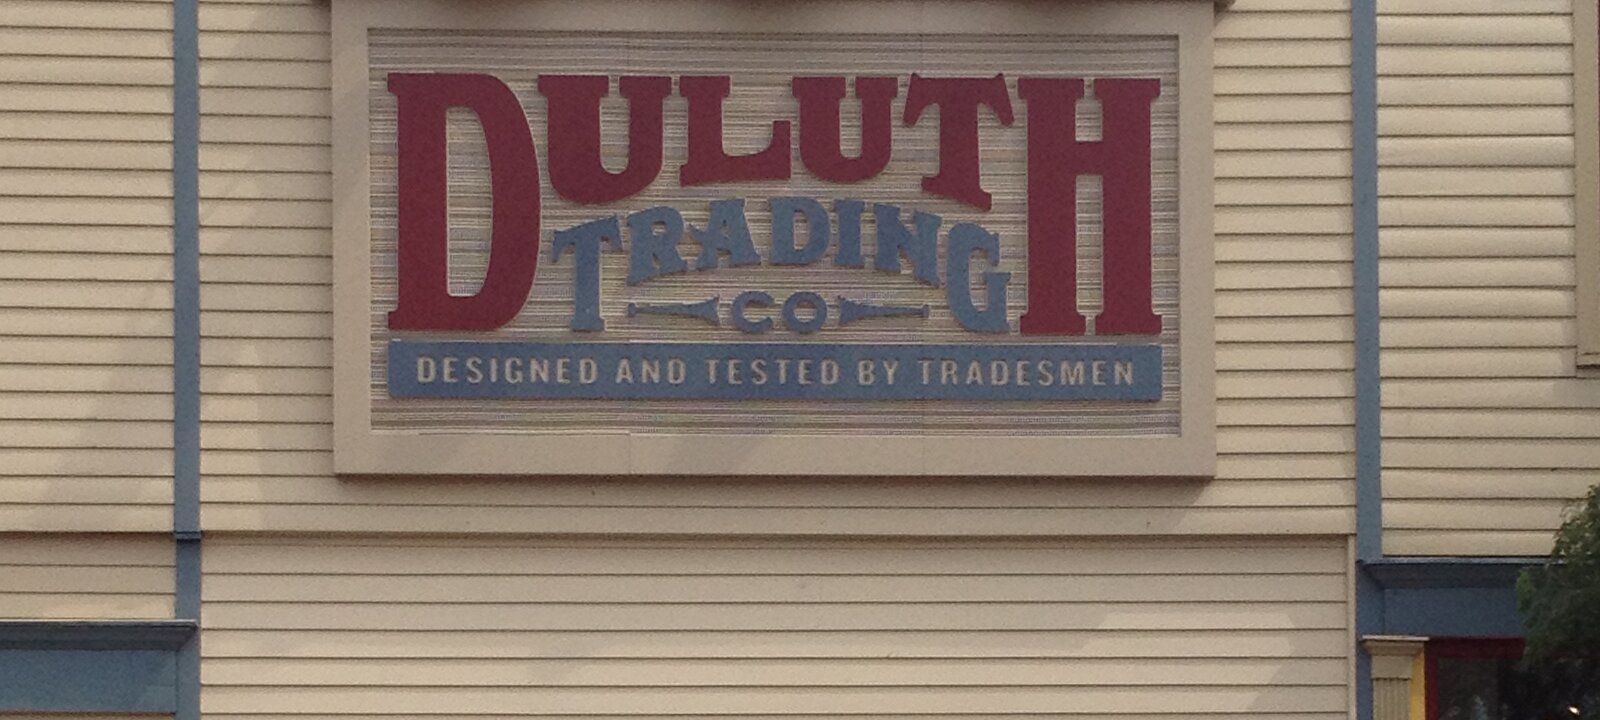 DULUTH
TRADING
CO
DESIGNED AND TESTED BY TRADESMEN